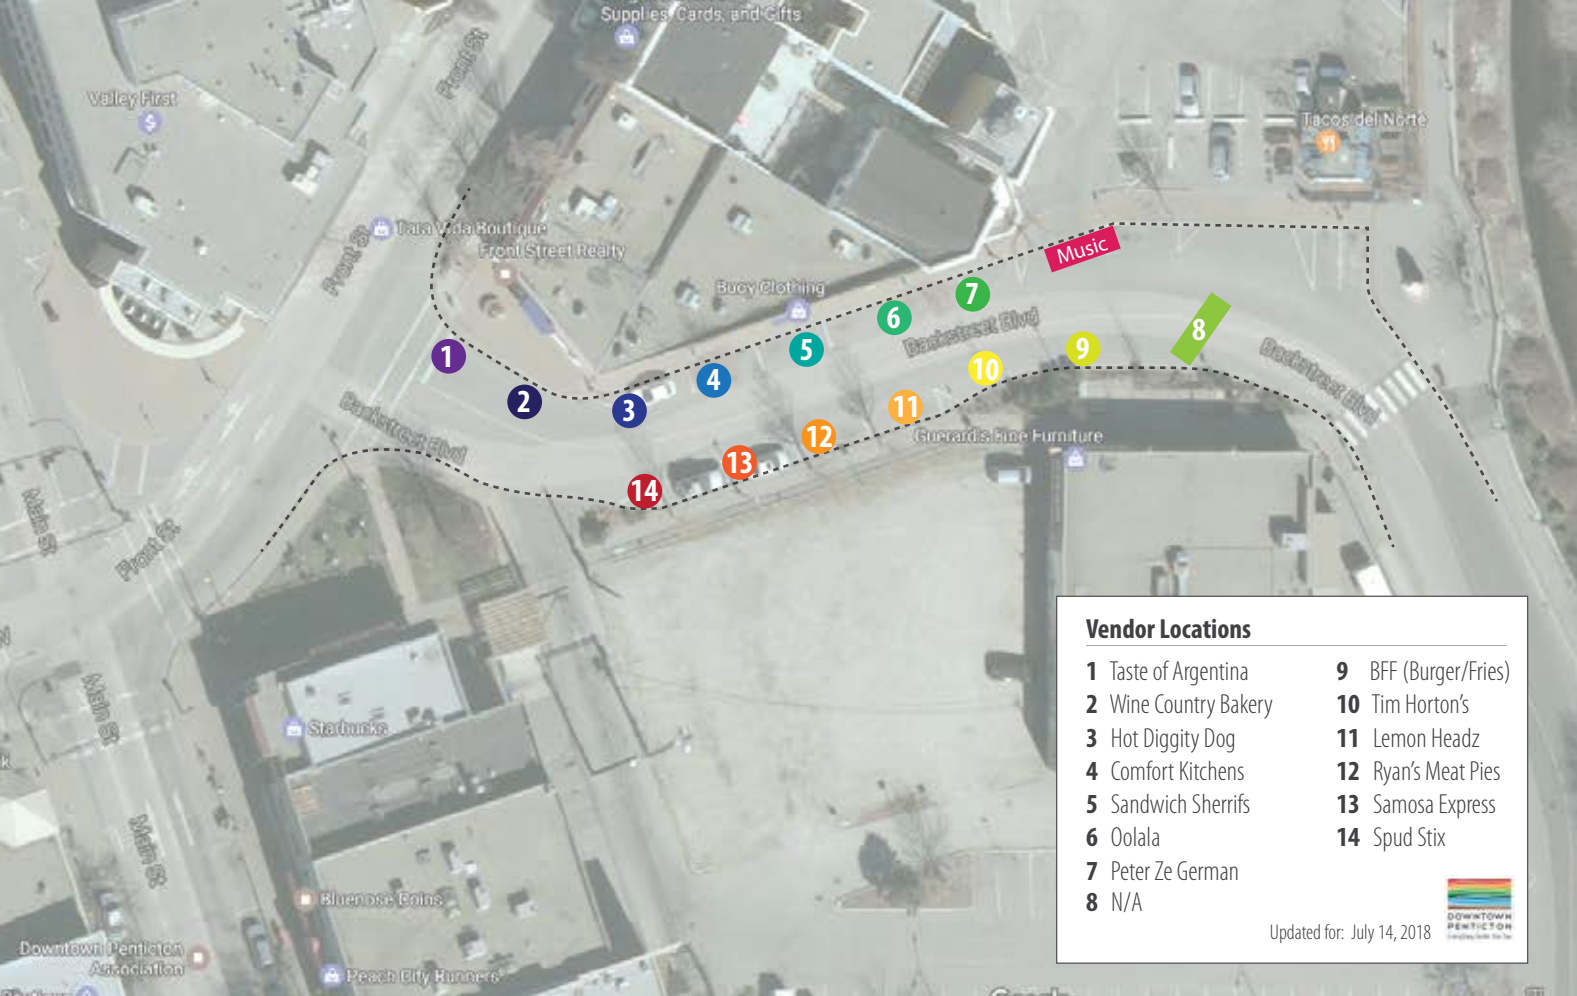 Supplies, Cards, and Gifts
Front St
Valley First
Tacos del Norte
Tara Vida Boutique
Front Street Realty
Front St
Music
Buoy Clothing
7
6
Backstreet Blvd
8
5
9
Backstreet Blvd
1
10
4
2
3
11
Backstreet Blvd
12
Guerard's Fine Furniture
13
14
Main St
Front St
Main St
Starbucks
Main St
Bluenose Coins
Downtown Penticton
Association
Peach City Runners
Vendor Locations
1 Taste of Argentina
2 Wine Country Bakery
3 Hot Diggity Dog
4 Comfort Kitchens
5 Sandwich Sherrifs
6 Oolala
7 Peter Ze German
8 N/A
9 BFF (Burger/Fries)
10 Tim Horton's
11 Lemon Headz
12 Ryan's Meat Pies
13 Samosa Express
14 Spud Stix
Updated for: July 14, 2018
DOWNTOWN
PENTICTON